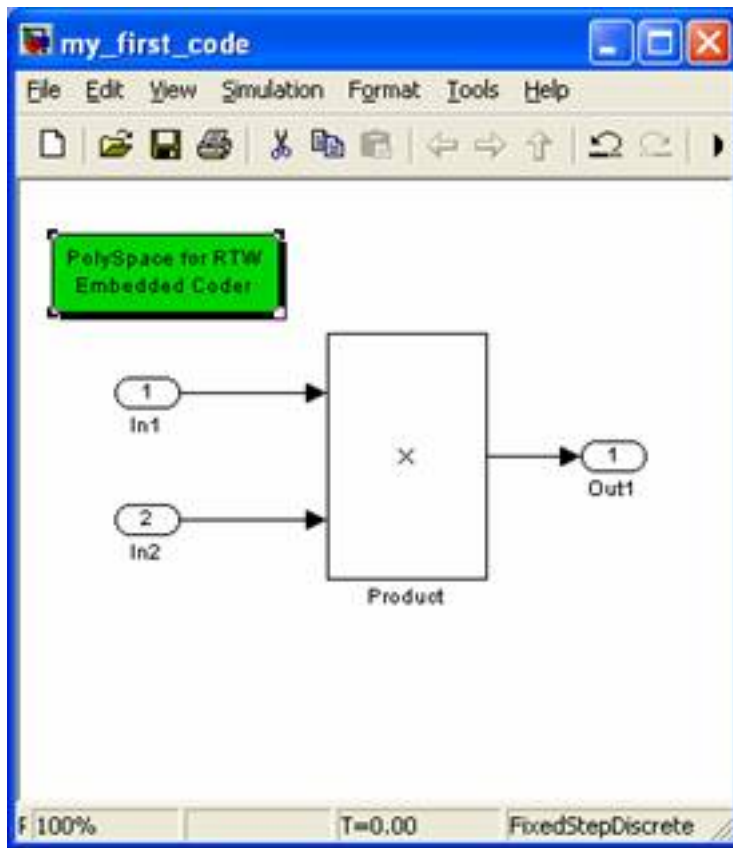 my_first_code
File Edit View Simulation Format Tools Help
PolySpace for RTW
Embedded Coder
1
In1
2
In2
×
Product
1
Out1
100%
T=0.00
FixedStepDiscrete